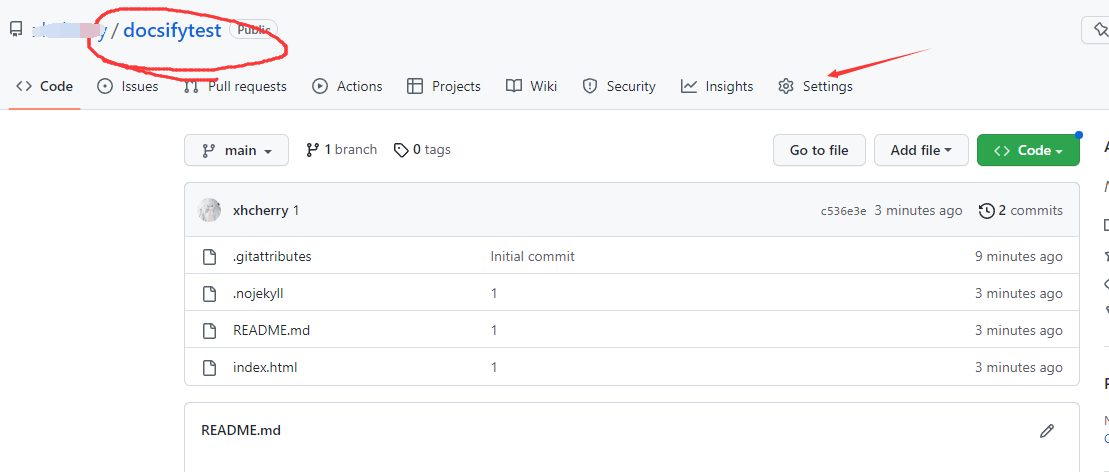 / docsifytest Public
Code Issues Pull requests Actions Projects Wiki Security Insights Settings
main 1 branch 0 tags Go to file Add file Code
xhcherry 1 c536e3e 3 minutes ago 2 commits
.gitattributes Initial commit 9 minutes ago
.nojekyll 1 3 minutes ago
README.md 1 3 minutes ago
index.html 1 3 minutes ago
README.md